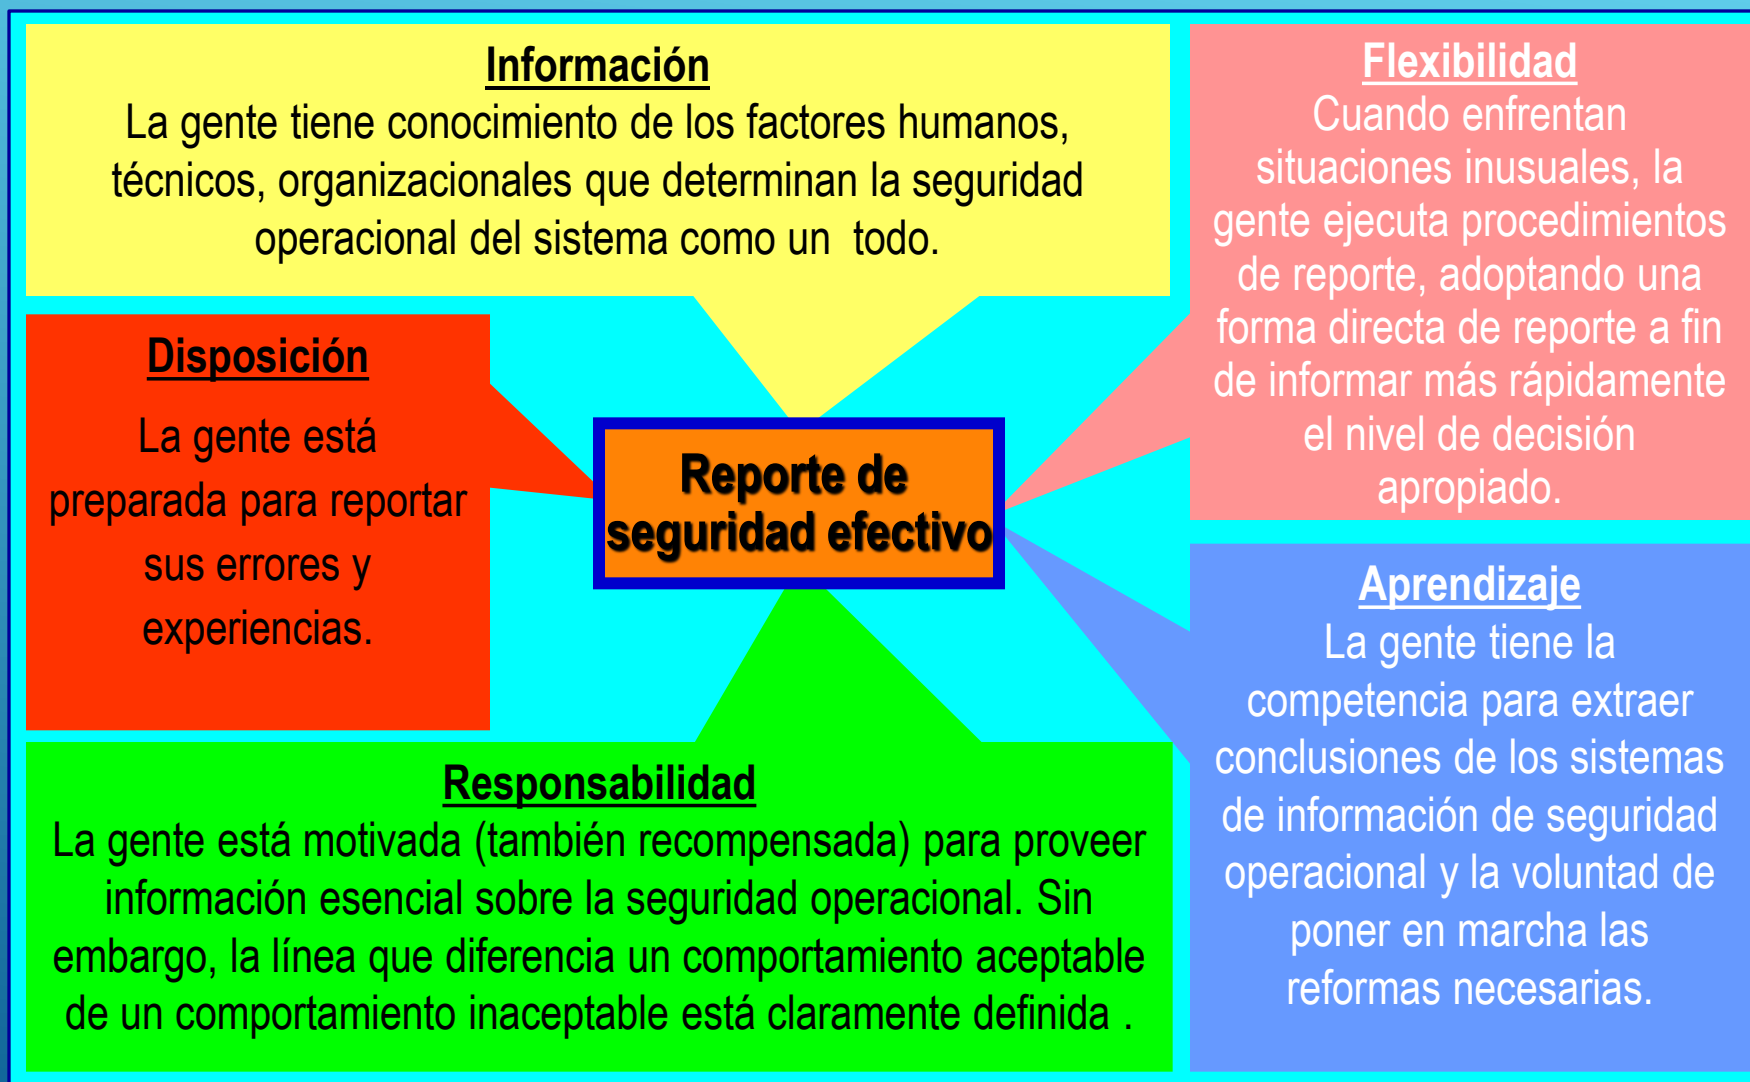 Información
La gente tiene conocimiento de los factores humanos,
técnicos, organizacionales que determinan la seguridad
operacional del sistema como un todo.
Flexibilidad
Cuando enfrentan
situaciones inusuales, la
gente ejecuta procedimientos
de reporte, adoptando una
forma directa de reporte a fin
de informar más rápidamente
el nivel de decisión
apropiado.
Disposición
La gente está
preparada para reportar
sus errores y
experiencias.
Reporte de
seguridad efectivo
Aprendizaje
La gente tiene la
competencia para extraer
conclusiones de los sistemas
de información de seguridad
operacional y la voluntad de
poner en marcha las
reformas necesarias.
Responsabilidad
La gente está motivada (también recompensada) para proveer
información esencial sobre la seguridad operacional. Sin
embargo, la línea que diferencia un comportamiento aceptable
de un comportamiento inaceptable está claramente definida .